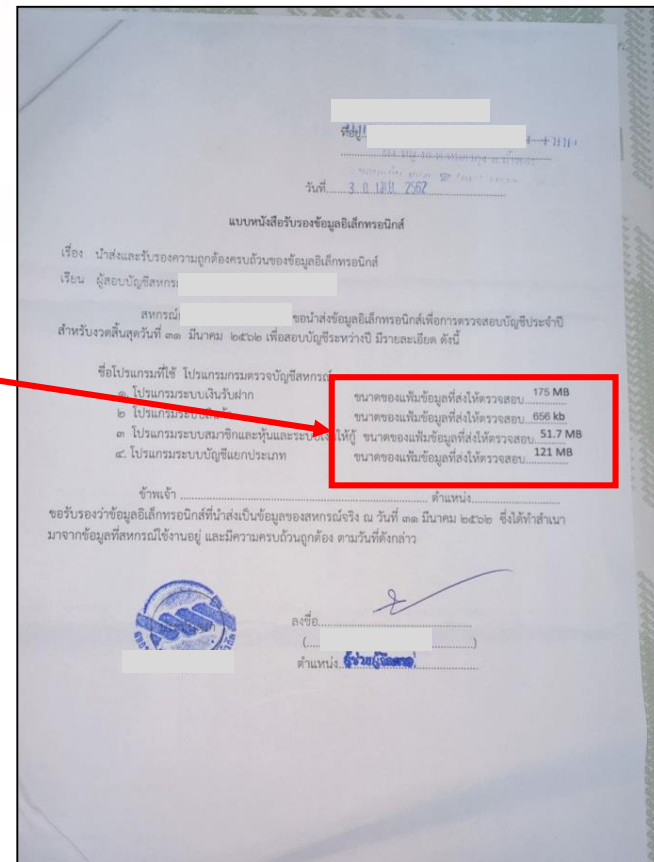 ที่อยู่
วันที่ 3 0 เม.ย. 2562
แบบหนังสือรับรองข้อมูลอิเล็กทรอนิกส์
เรื่อง นำส่งและรับรองความถูกต้องครบถ้วนของข้อมูลอิเล็กทรอนิกส์
เรียน ผู้สอบบัญชีสหกรณ์
สหกรณ์ ขอนำส่งข้อมูลอิเล็กทรอนิกส์เพื่อการตรวจสอบบัญชีประจำปี
สำหรับงวดสิ้นสุดวันที่ ๓๑ มีนาคม ๒๕๖๒ เพื่อสอบบัญชีระหว่างปี มีรายละเอียด ดังนี้
ชื่อโปรแกรมที่ใช้ โปรแกรมกรมตรวจบัญชีสหกรณ์
๑. โปรแกรมระบบเงินรับฝาก ขนาดของแฟ้มข้อมูลที่ส่งให้ตรวจสอบ 175 MB
๒ โปรแกรมระบบสินค้า ขนาดของแฟ้มข้อมูลที่ส่งให้ตรวจสอบ 656 kb
๓ โปรแกรมระบบสมาชิกและหุ้นและระบบเงินให้กู้ ขนาดของแฟ้มข้อมูลที่ส่งให้ตรวจสอบ 51.7 MB
๔. โปรแกรมระบบบัญชีแยกประเภท ขนาดของแฟ้มข้อมูลที่ส่งให้ตรวจสอบ 121 MB
ข้าพเจ้า ........ ตำแหน่ง........
ขอรับรองว่าข้อมูลอิเล็กทรอนิกส์ที่นำส่งเป็นข้อมูลของสหกรณ์จริง ณ วันที่ ๓๑ มีนาคม ๒๕๖๒ ซึ่งได้ทำสำเนา
มาจากข้อมูลที่สหกรณ์ใช้งานอยู่ และมีความครบถ้วนถูกต้อง ตามวันที่ดังกล่าว
ลงชื่อ........
(........)
ตำแหน่ง ผู้ช่วยผู้จัดการ